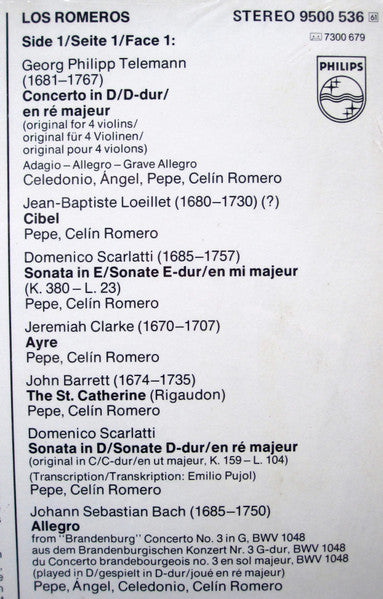 LOS ROMEROS STEREO 9500 536
Side 1/Seite 1/Face 1: 7300 679
PHILIPS
Georg Philipp Telemann
(1681–1767)
Concerto in D/D-dur/
en ré majeur
(original for 4 violins/
original für 4 Violinen/
original pour 4 violons)
Adagio – Allegro – Grave Allegro
Celedonio, Ángel, Pepe, Celín Romero
Jean-Baptiste Loeillet (1680–1730) (?)
Cibel
Pepe, Celín Romero
Domenico Scarlatti (1685–1757)
Sonata in E/Sonate E-dur/en mi majeur
(K. 380 – L. 23)
Pepe, Celín Romero
Jeremiah Clarke (1670–1707)
Ayre
Pepe, Celín Romero
John Barrett (1674–1735)
The St. Catherine (Rigaudon)
Pepe, Celín Romero
Domenico Scarlatti
Sonata in D/Sonate D-dur/en ré majeur
(original in C/C-dur/en ut majeur, K. 159 – L. 104)
(Transcription/Transkription: Emilio Pujol)
Pepe, Celín Romero
Johann Sebastian Bach (1685–1750)
Allegro
from "Brandenburg" Concerto No. 3 in G, BWV 1048
aus dem Brandenburgischen Konzert Nr. 3 G-dur, BWV 1048
du Concerto brandebourgeois no. 3 en sol majeur, BWV 1048
(played in D/gespielt in D-dur/joué en ré majeur)
Pepe, Ángel, Celedonio, Celín Romero